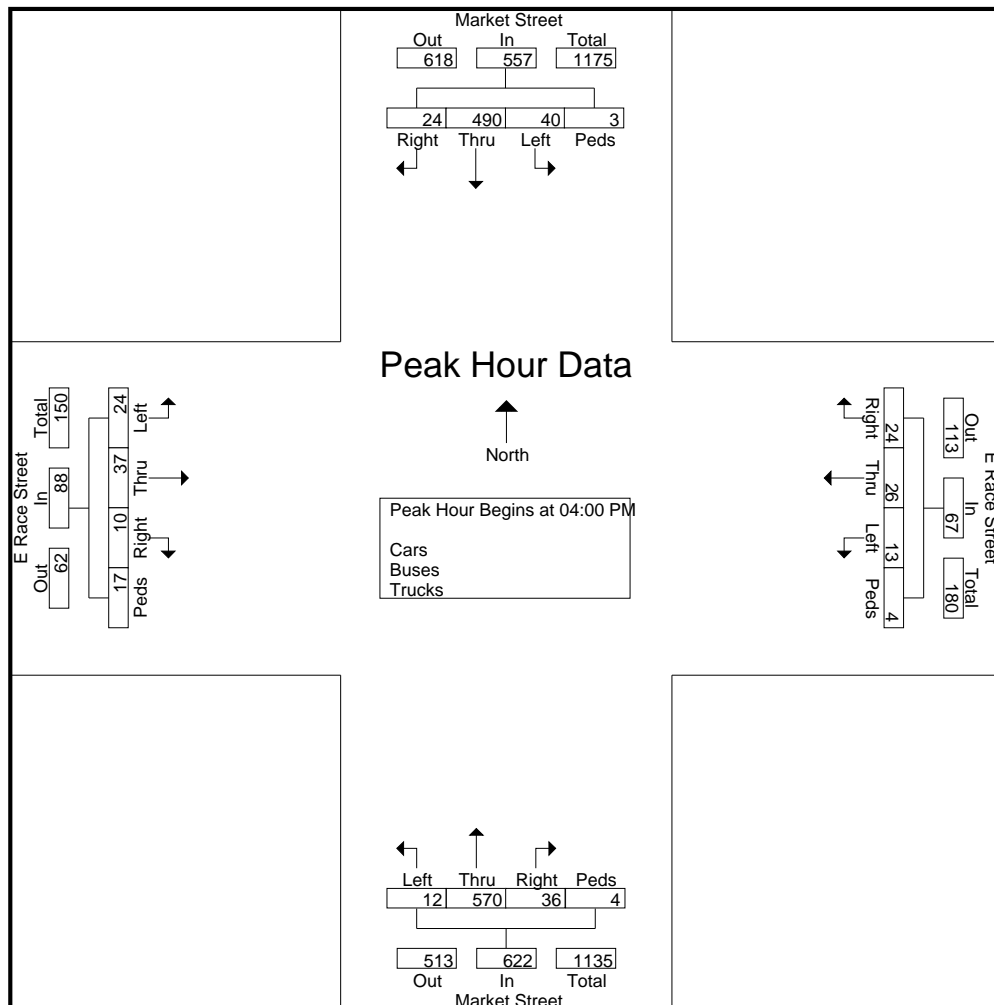 Market Street
Out In Total
618 557 1175
24 490 40 3
Right Thru Left Peds
Peak Hour Data
North
Peak Hour Begins at 04:00 PM
Cars
Buses
Trucks
E Race Street
Total In Out
150 88 62
24 37 10 17
Left Thru Right Peds
Right Thru Left Peds
24 26 13 4
113 67 180
Out In Total
E Race Street
Left Thru Right Peds
12 570 36 4
513 622 1135
Out In Total
Market Street